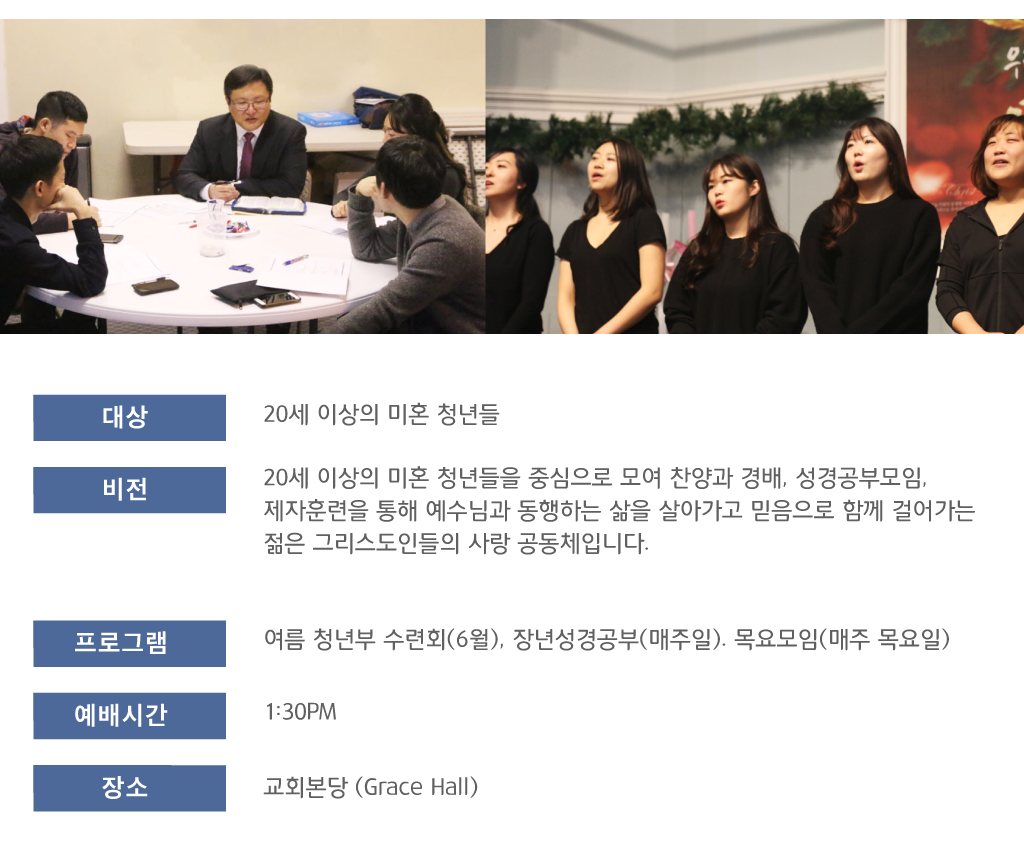 Christ
대상
20세 이상의 미혼 청년들
비전
20세 이상의 미혼 청년들을 중심으로 모여 찬양과 경배, 성경공부모임,
제자훈련을 통해 예수님과 동행하는 삶을 살아가고 믿음으로 함께 걸어가는
젊은 그리스도인들의 사랑 공동체입니다.
프로그램
여름 청년부 수련회(6월), 장년성경공부(매주일). 목요모임(매주 목요일)
예배시간
1:30PM
장소
교회본당 (Grace Hall)